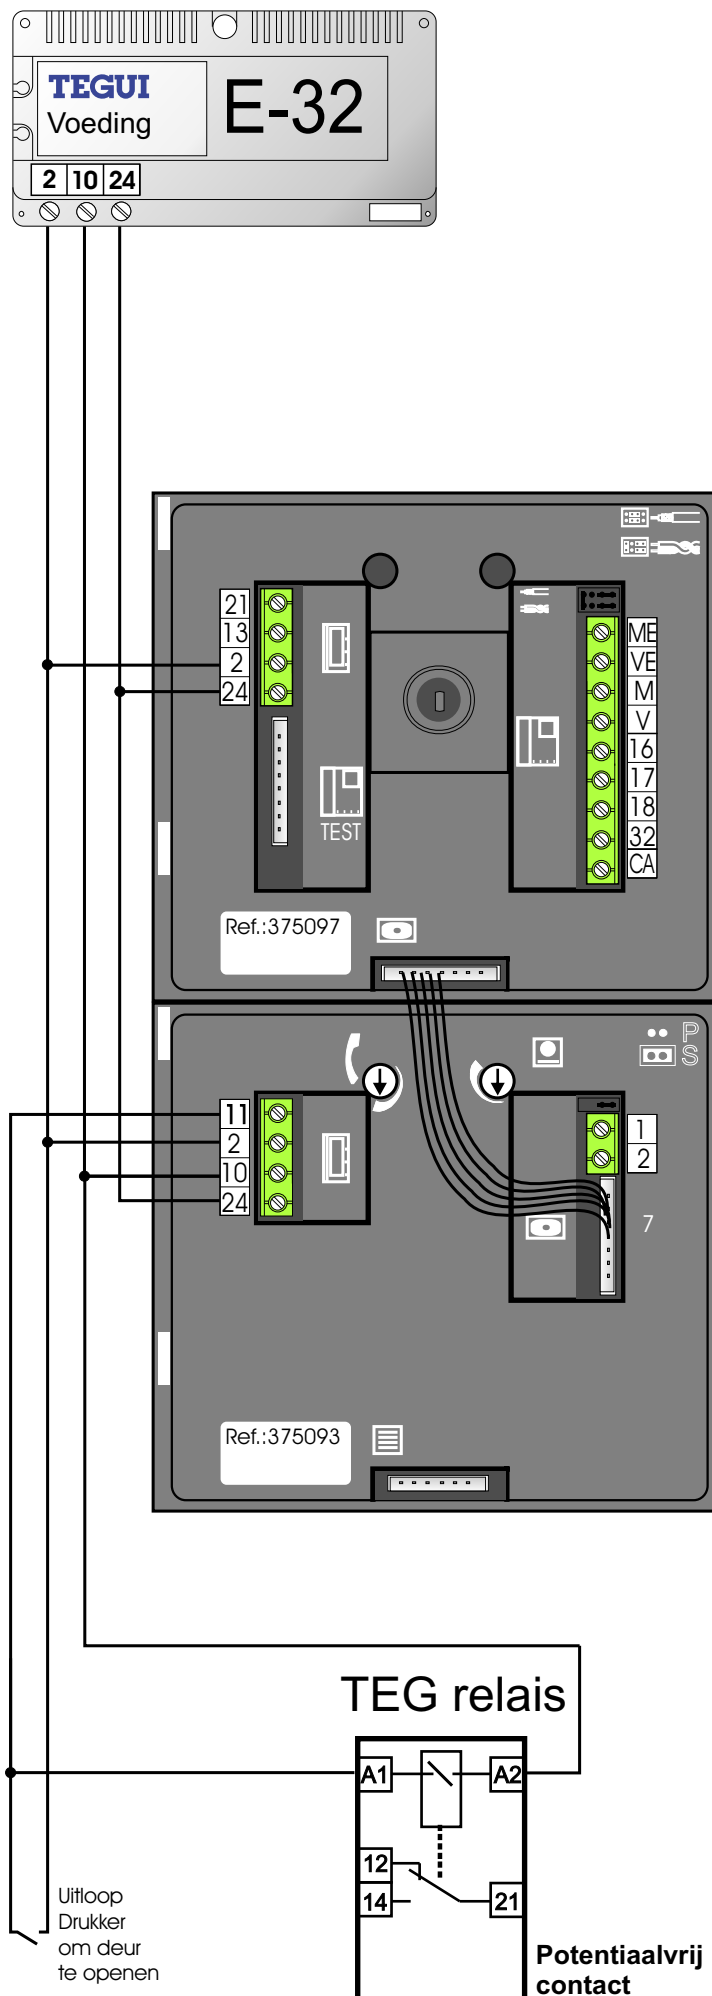 TEGUI
Voeding
E-32
2 10 24
21
13
2
24
TEST
ME
VE
M
V
16
17
18
32
CA
Ref.:375097
P
S
11
2
10
24
1
2
7
Ref.:375093
TEG relais
A1
A2
12
14
21
Uitloop
Drukker
om deur
te openen
Potentiaalvrij
contact